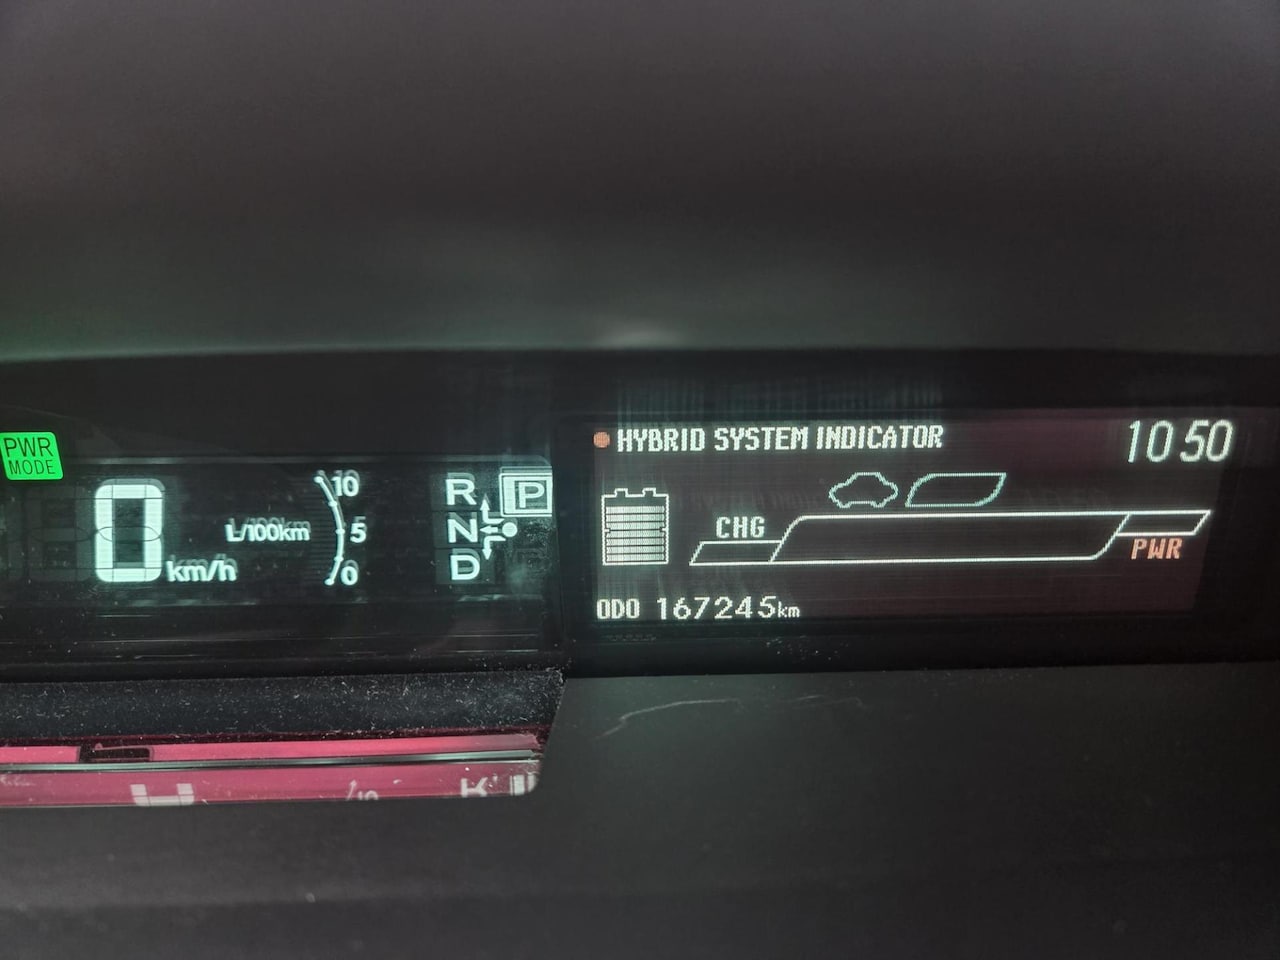 PWR
MODE
0 km/h
L/100km
10
5
0
R
N
D
P
HYBRID SYSTEM INDICATOR
10 50
CHG
PWR
ODO 167245km